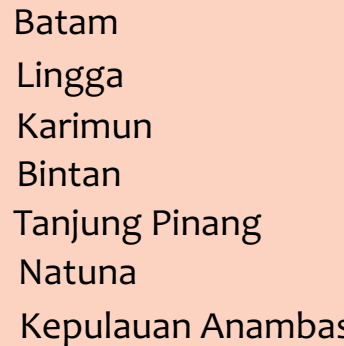 Batam
Lingga
Karimun
Bintan
Tanjung Pinang
Natuna
Kepulauan Anambas